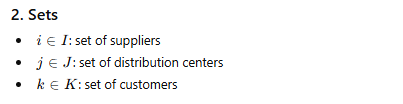 2. Sets
• i ∈ I: set of suppliers
• j ∈ J: set of distribution centers
• k ∈ K: set of customers